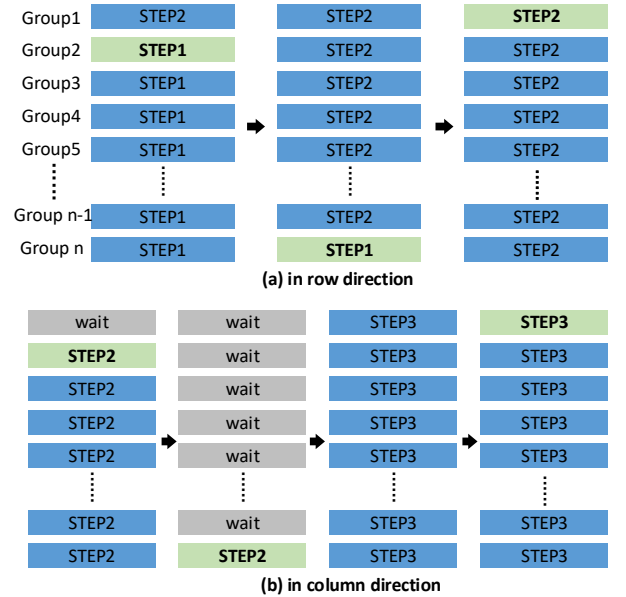 Group1 STEP2 STEP2 STEP2
Group2 STEP1 STEP2 STEP2
Group3 STEP1 STEP2 STEP2
Group4 STEP1 STEP2 STEP2
Group5 STEP1 STEP2 STEP2
Group n-1 STEP1 STEP2 STEP2
Group n STEP1 STEP1 STEP2
(a) in row direction
wait wait STEP3 STEP3
STEP2 wait STEP3 STEP3
STEP2 wait STEP3 STEP3
STEP2 wait STEP3 STEP3
STEP2 wait STEP3 STEP3
STEP2 wait STEP3 STEP3
STEP2 STEP2 STEP3 STEP3
(b) in column direction